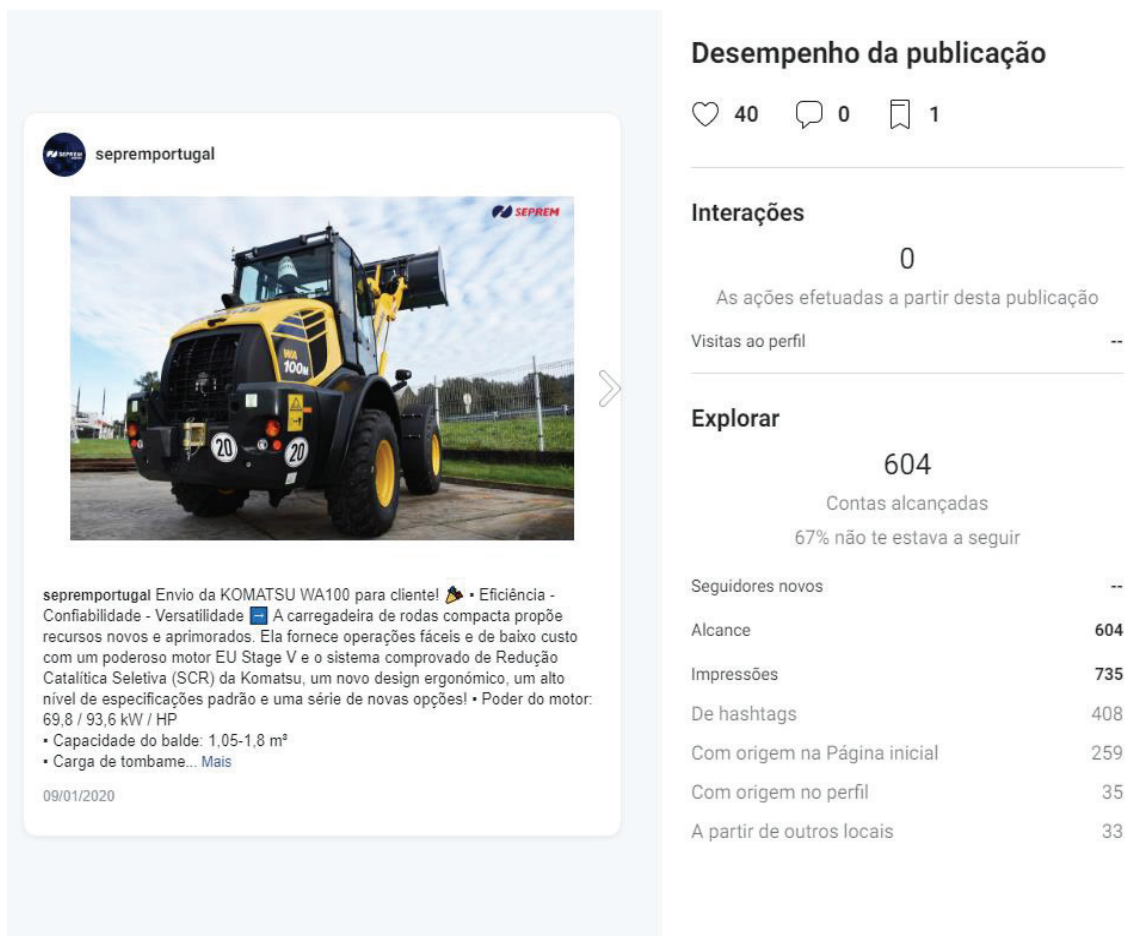 sepremportugal
SEPREM
SEPREM
WA
100M
20
20
sepremportugal Envio da KOMATSU WA100 para cliente! 🎉 ▪ Eficiência -
Confiabilidade - Versatilidade ➡ A carregadeira de rodas compacta propõe
recursos novos e aprimorados. Ela fornece operações fáceis e de baixo custo
com um poderoso motor EU Stage V e o sistema comprovado de Redução
Catalítica Seletiva (SCR) da Komatsu, um novo design ergonómico, um alto
nível de especificações padrão e uma série de novas opções! ▪ Poder do motor:
69,8 / 93,6 kW / HP
▪ Capacidade do balde: 1,05-1,8 m³
▪ Carga de tombame... Mais
09/01/2020
Desempenho da publicação
40 0 1
Interações
0
As ações efetuadas a partir desta publicação
Visitas ao perfil --
Explorar
604
Contas alcançadas
67% não te estava a seguir
Seguidores novos --
Alcance 604
Impressões 735
De hashtags 408
Com origem na Página inicial 259
Com origem no perfil 35
A partir de outros locais 33